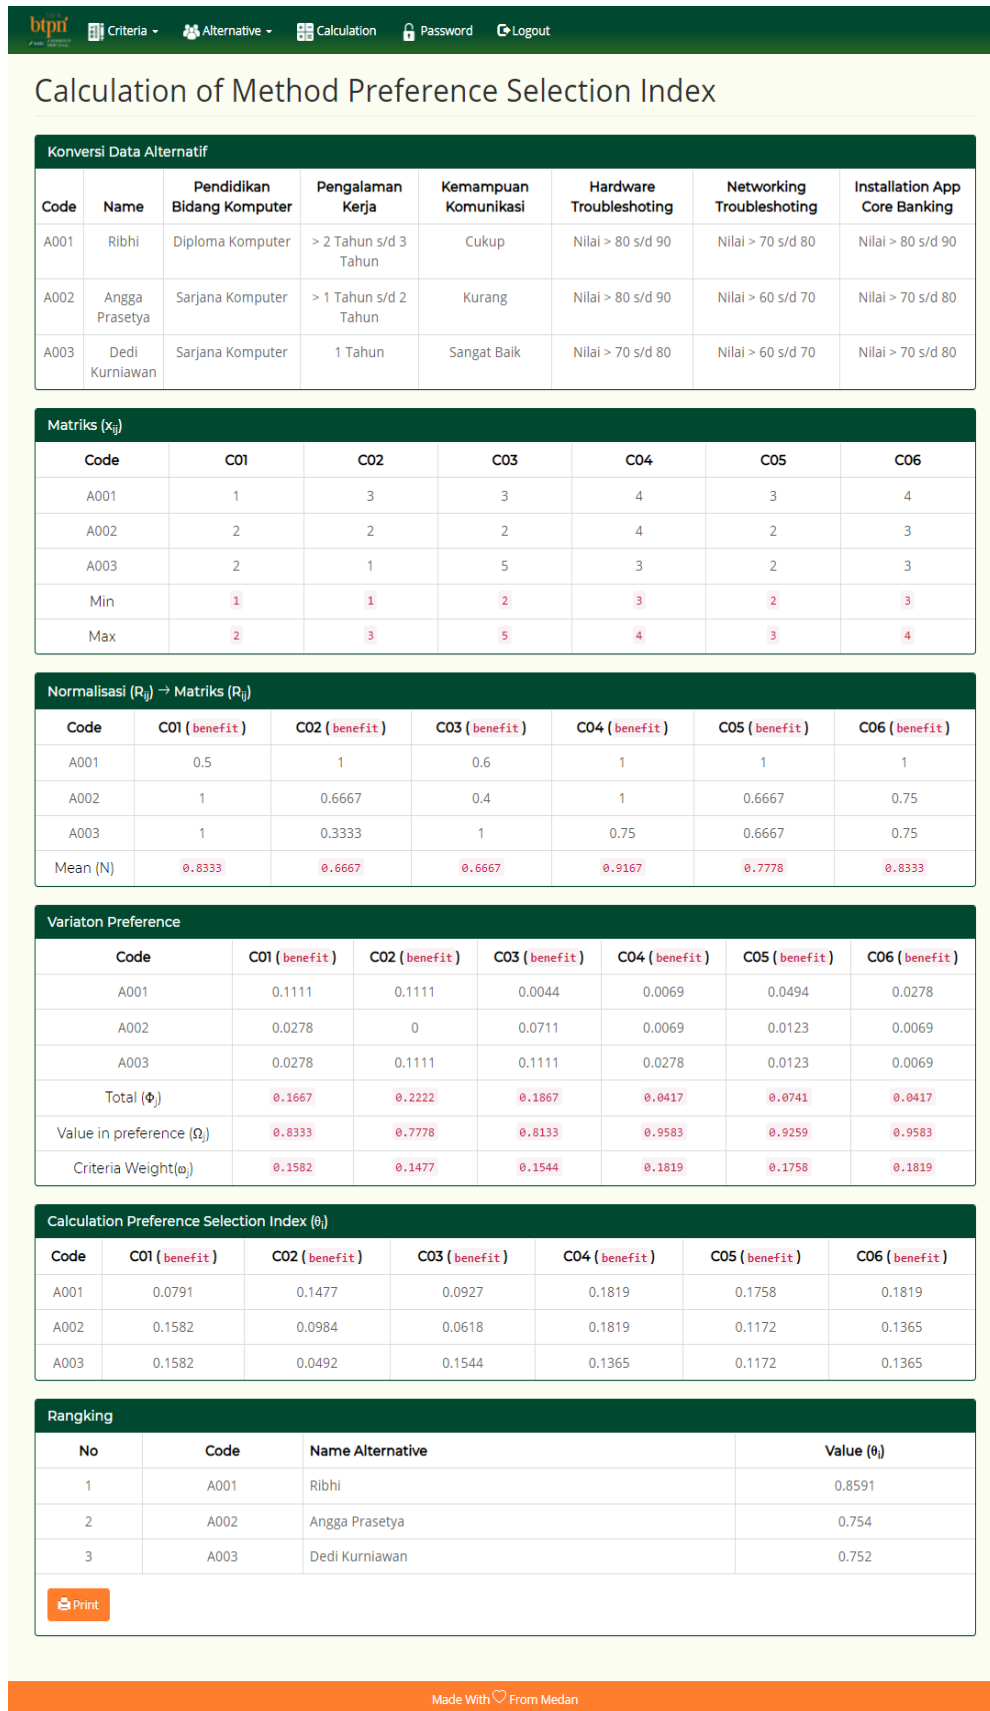 btpn
Criteria Alternative Calculation Password Logout
Calculation of Method Preference Selection Index
Konversi Data Alternatif
Code Name Pendidikan Bidang Komputer Pengalaman Kerja Kemampuan Komunikasi Hardware Troubleshoting Networking Troubleshoting Installation App Core Banking
A001 Ribhi Diploma Komputer > 2 Tahun s/d 3 Tahun Cukup Nilai > 80 s/d 90 Nilai > 70 s/d 80 Nilai > 80 s/d 90
A002 Angga Prasetya Sarjana Komputer > 1 Tahun s/d 2 Tahun Kurang Nilai > 80 s/d 90 Nilai > 60 s/d 70 Nilai > 70 s/d 80
A003 Dedi Kurniawan Sarjana Komputer 1 Tahun Sangat Baik Nilai > 70 s/d 80 Nilai > 60 s/d 70 Nilai > 70 s/d 80
Matriks (xij)
Code C01 C02 C03 C04 C05 C06
A001 1 3 3 4 3 4
A002 2 2 2 4 2 3
A003 2 1 5 3 2 3
Min 1 1 2 3 2 3
Max 2 3 5 4 3 4
Normalisasi (Rij) → Matriks (Rij)
Code C01 (benefit) C02 (benefit) C03 (benefit) C04 (benefit) C05 (benefit) C06 (benefit)
A001 0.5 1 0.6 1 1 1
A002 1 0.6667 0.4 1 0.6667 0.75
A003 1 0.3333 1 0.75 0.6667 0.75
Mean (N) 0.8333 0.6667 0.6667 0.9167 0.7778 0.8333
Variaton Preference
Code C01 (benefit) C02 (benefit) C03 (benefit) C04 (benefit) C05 (benefit) C06 (benefit)
A001 0.1111 0.1111 0.0044 0.0069 0.0494 0.0278
A002 0.0278 0 0.0711 0.0069 0.0123 0.0069
A003 0.0278 0.1111 0.1111 0.0278 0.0123 0.0069
Total (Φj) 0.1667 0.2222 0.1867 0.0417 0.0741 0.0417
Value in preference (Ωj) 0.8333 0.7778 0.8133 0.9583 0.9259 0.9583
Criteria Weight(ωj) 0.1582 0.1477 0.1544 0.1819 0.1758 0.1819
Calculation Preference Selection Index (θi)
Code C01 (benefit) C02 (benefit) C03 (benefit) C04 (benefit) C05 (benefit) C06 (benefit)
A001 0.0791 0.1477 0.0927 0.1819 0.1758 0.1819
A002 0.1582 0.0984 0.0618 0.1819 0.1172 0.1365
A003 0.1582 0.0492 0.1544 0.1365 0.1172 0.1365
Rangking
No Code Name Alternative Value (θi)
1 A001 Ribhi 0.8591
2 A002 Angga Prasetya 0.754
3 A003 Dedi Kurniawan 0.752
Print
Made With ♡ From Medan